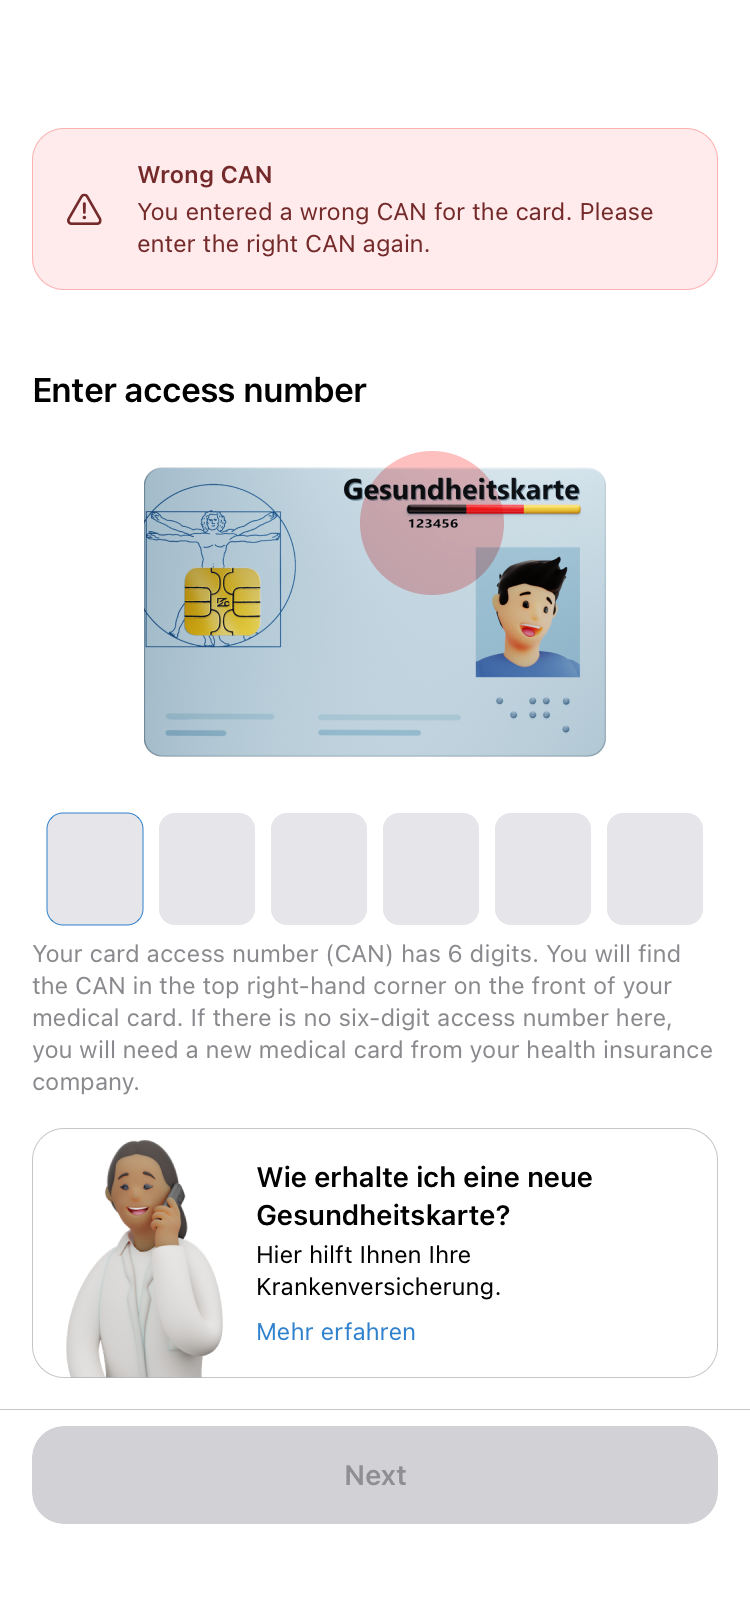 Wrong CAN
You entered a wrong CAN for the card. Please
enter the right CAN again.
Enter access number
Gesundheitskarte
123456
Your card access number (CAN) has 6 digits. You will find
the CAN in the top right-hand corner on the front of your
medical card. If there is no six-digit access number here,
you will need a new medical card from your health insurance
company.
Wie erhalte ich eine neue
Gesundheitskarte?
Hier hilft Ihnen Ihre
Krankenversicherung.
Mehr erfahren
Next